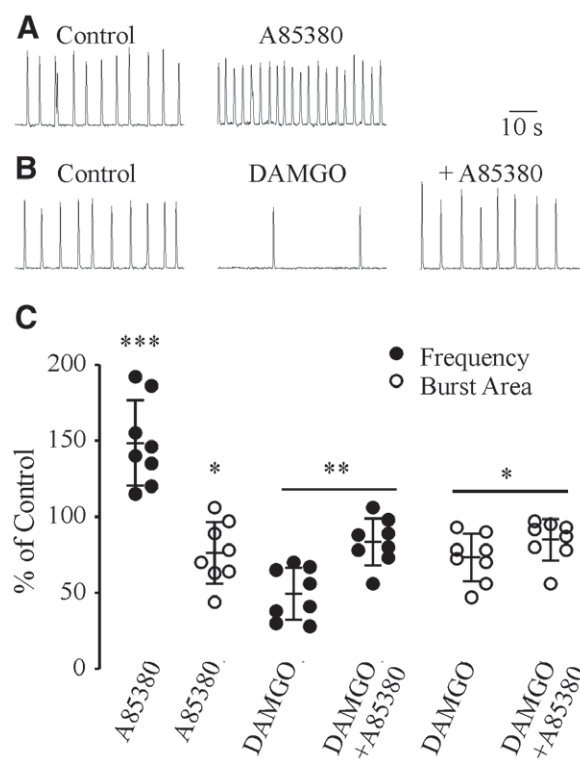 A
Control
A85380
10 s
B
Control
DAMGO
+ A85380
C
% of Control
200
150
100
50
0
***
*
**
*
Frequency
Burst Area
A85380
A85380
DAMGO
DAMGO
+A85380
DAMGO
DAMGO
+A85380